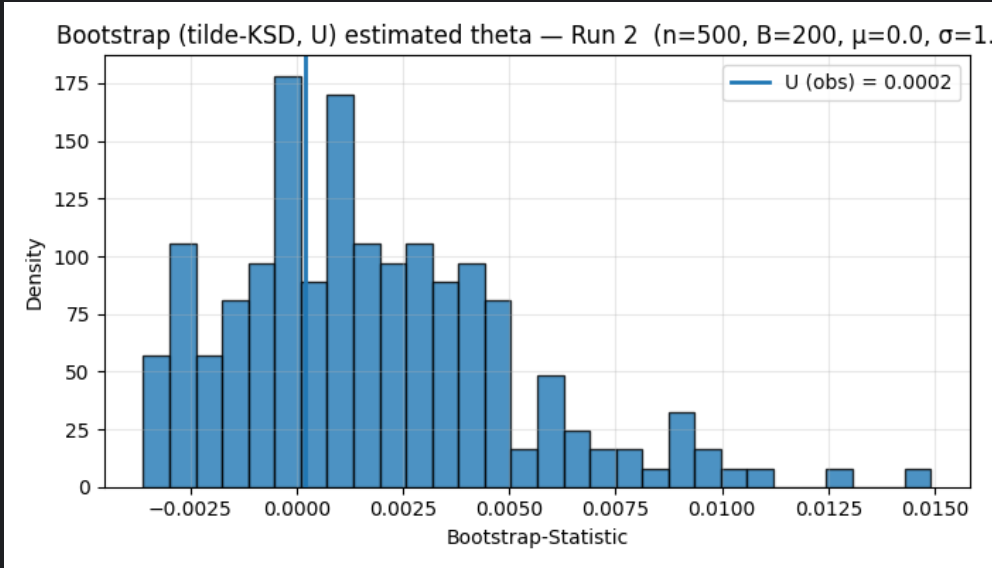 Bootstrap (tilde-KSD, U) estimated theta — Run 2  (n=500, B=200, μ=0.0, σ=1.
U (obs) = 0.0002
175
150
125
100
75
50
25
0
Density
−0.0025 0.0000 0.0025 0.0050 0.0075 0.0100 0.0125 0.0150
Bootstrap-Statistic